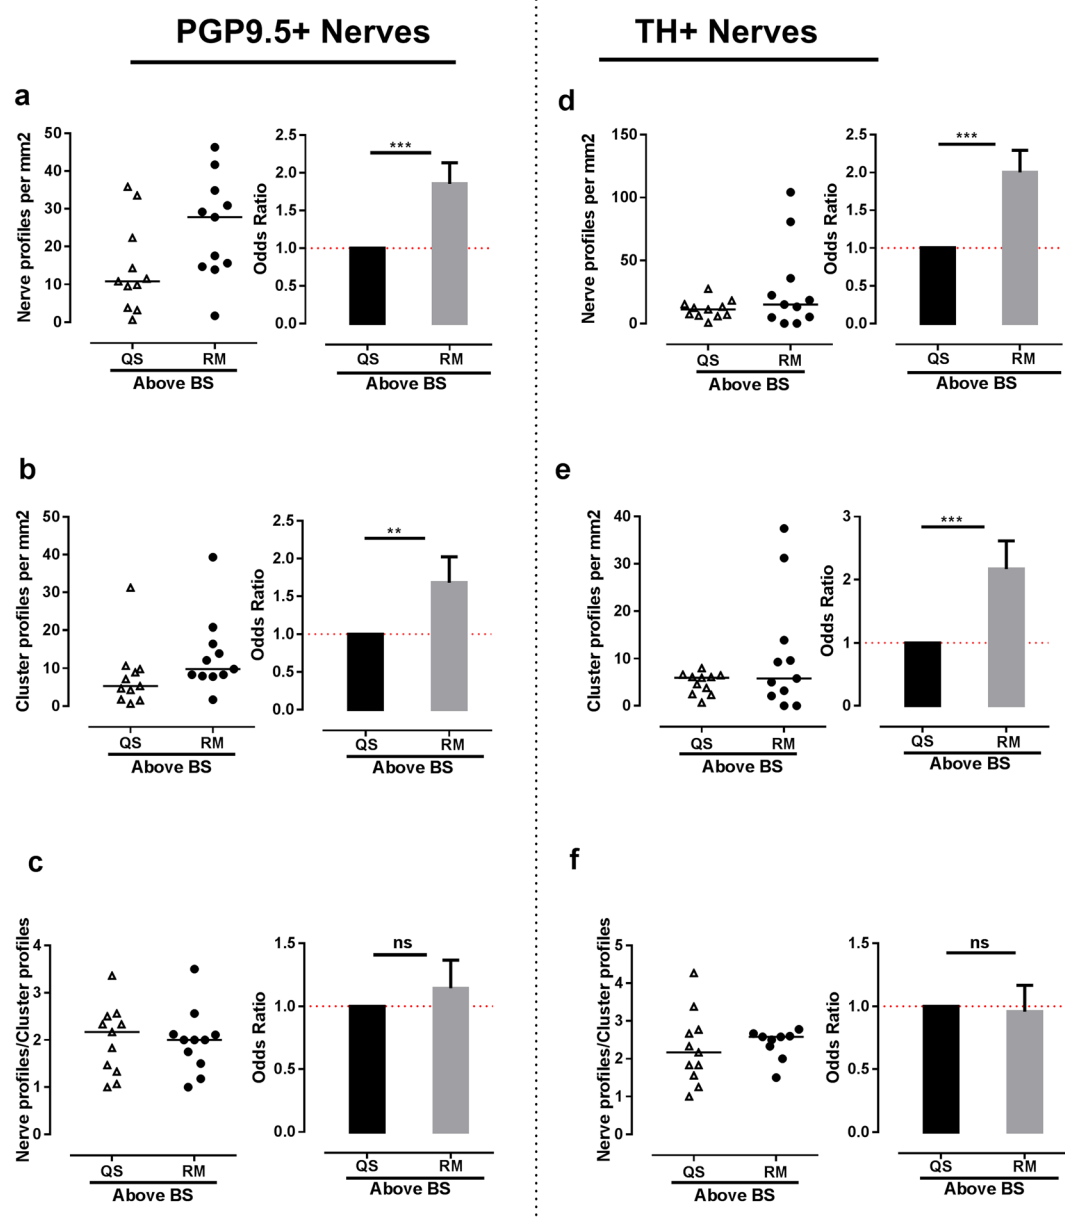 PGP9.5+ Nerves
TH+ Nerves
a
Nerve profiles per mm2
50
40
30
20
10
0
QS RM
Above BS
Odds Ratio
2.5
2.0
1.5
1.0
0.5
0.0
***
QS RM
Above BS
d
Nerve profiles per mm2
150
100
50
0
QS RM
Above BS
Odds Ratio
2.5
2.0
1.5
1.0
0.5
0.0
***
QS RM
Above BS
b
Cluster profiles per mm2
50
40
30
20
10
0
QS RM
Above BS
Odds Ratio
2.5
2.0
1.5
1.0
0.5
0.0
**
QS RM
Above BS
e
Cluster profiles per mm2
40
30
20
10
0
QS RM
Above BS
Odds Ratio
3
2
1
0
***
QS RM
Above BS
c
Nerve profiles/Cluster profiles
4
3
2
1
0
QS RM
Above BS
Odds Ratio
1.5
1.0
0.5
0.0
ns
QS RM
Above BS
f
Nerve profiles/Cluster profiles
5
4
3
2
1
0
QS RM
Above BS
Odds Ratio
1.5
1.0
0.5
0.0
ns
QS RM
Above BS